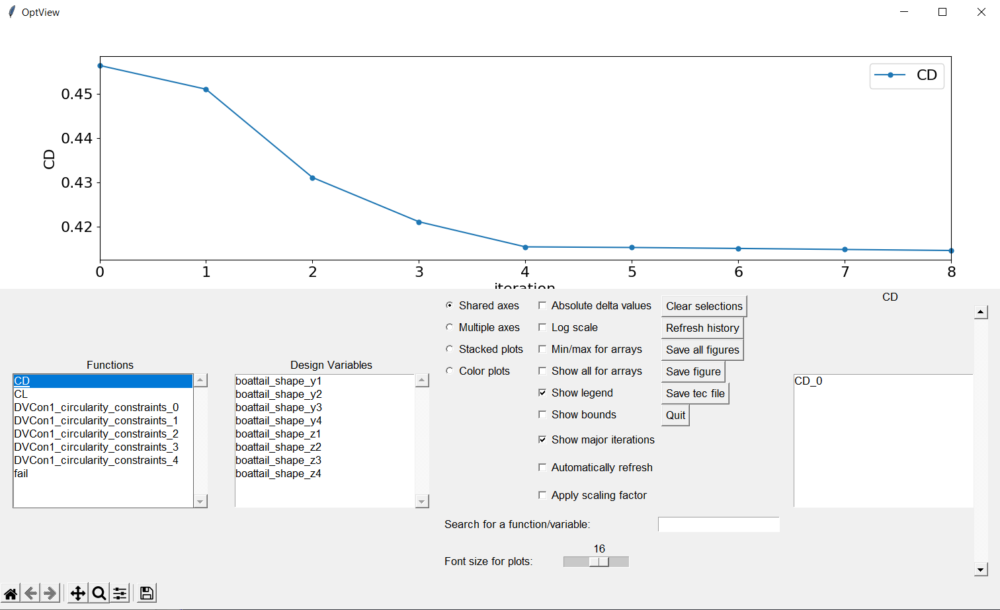 OptView
CD
0.45
0.44
0.43
0.42
CD
0 1 2 3 4 5 6 7 8
iteration
CD
Functions
CD
CL
DVCon1_circularity_constraints_0
DVCon1_circularity_constraints_1
DVCon1_circularity_constraints_2
DVCon1_circularity_constraints_3
DVCon1_circularity_constraints_4
fail
Design Variables
boattail_shape_y1
boattail_shape_y2
boattail_shape_y3
boattail_shape_y4
boattail_shape_z1
boattail_shape_z2
boattail_shape_z3
boattail_shape_z4
Shared axes
Multiple axes
Stacked plots
Color plots
Absolute delta values
Log scale
Min/max for arrays
Show all for arrays
Show legend
Show bounds
Show major iterations
Automatically refresh
Apply scaling factor
Clear selections
Refresh history
Save all figures
Save figure
Save tec file
Quit
CD_0
Search for a function/variable:
16
Font size for plots: